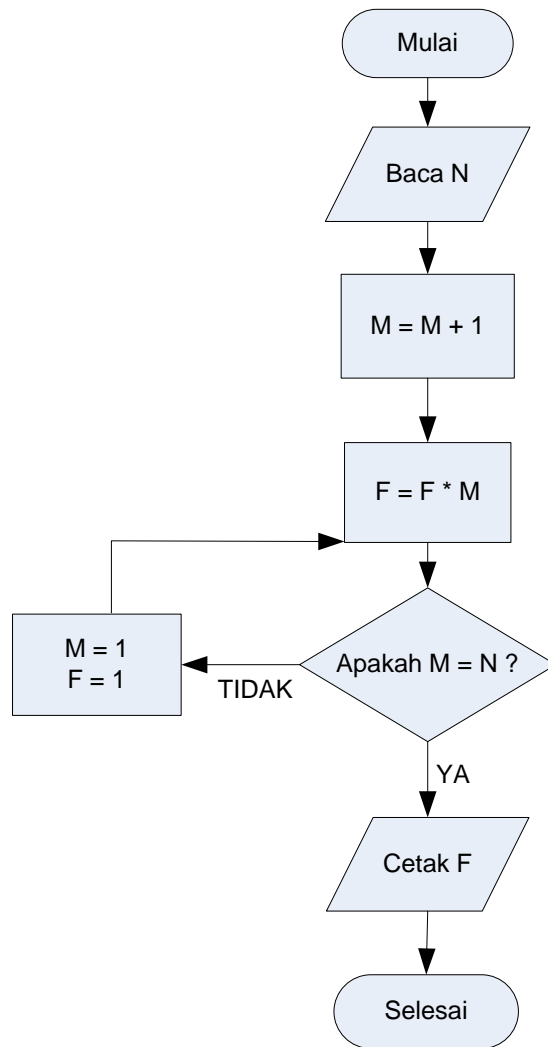 Mulai
Baca N
M = M + 1
F = F * M
Apakah M = N ?
TIDAK
M = 1
F = 1
YA
Cetak F
Selesai